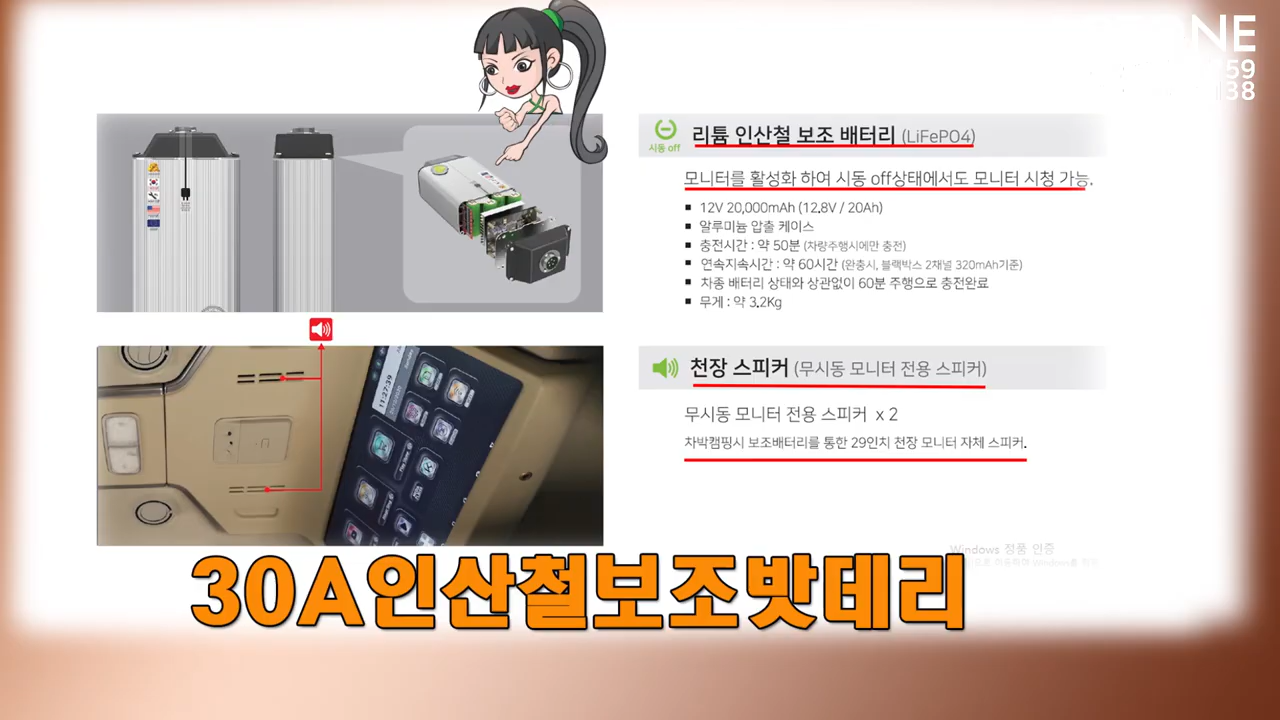 NE
259
138
시동 off
리튬 인산철 보조 배터리 (LiFePO4)
모니터를 활성화 하여 시동 off상태에서도 모니터 시청 가능.
▪ 12V 20,000mAh (12.8V / 20Ah)
▪ 알루미늄 압출 케이스
▪ 충전시간 : 약 50분 (차량주행시에만 충전)
▪ 연속지속시간 : 약 60시간 (완충시, 블랙박스 2채널 320mAh기준)
▪ 차종 배터리 상태와 상관없이 60분 주행으로 충전완료
▪ 무게 : 약 3.2Kg
천장 스피커 (무시동 모니터 전용 스피커)
무시동 모니터 전용 스피커 x 2
차박캠핑시 보조배터리를 통한 29인치 천장 모니터 자체 스피커.
11:27:39
Windows 정품 인증
30A인산철보조밧데리